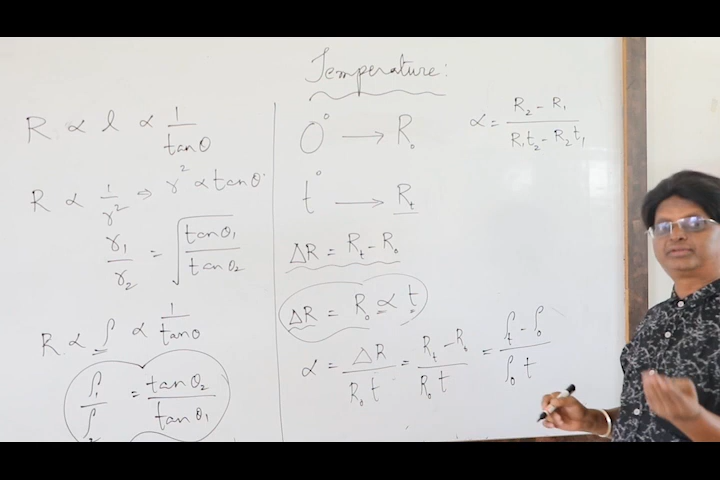 R ∝ l ∝ 1/tanθ
R ∝ 1/r² ⇒ r² ∝ tanθ
r₁/r₂ = √(tanθ₁/tanθ₂)
R ∝ ρ ∝ 1/tanθ
ρ₁/ρ₂ = tanθ₂/tanθ₁
Temperature:
0° → R₀
t° → Rₜ
ΔR = Rₜ - R₀
ΔR = R₀ ∝ t
∝ = ΔR/R₀t = Rₜ - R₀/R₀t = ρₜ - ρ₀/ρ₀t
∝ = R₂ - R₁/R₁t₂ - R₂t₁